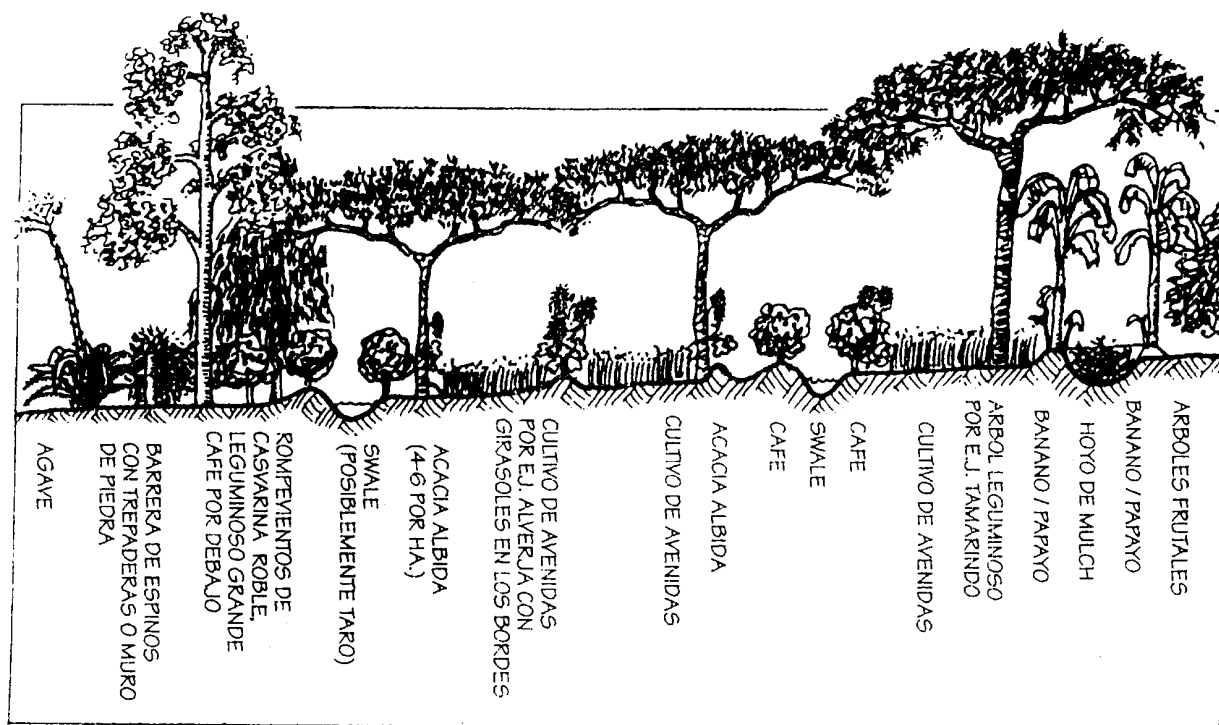 AGAVE
BARRERA DE ESPINOS
CON TREPADERAS O MURO
DE PIEDRA
ROMPEVIENTOS DE
CASVARINA ROBLE,
LEGUMINOSO GRANDE
CAFE POR DEBAJO
SWALE
(POSIBLEMENTE TARO)
ACACIA ALBIDA
(4-6 POR HA.)
CULTIVO DE AVENIDAS
POR EJ. ALVERJA CON
GIRASOLES EN LOS BORDES
CULTIVO DE AVENIDAS
ACACIA ALBIDA
CAFE
SWALE
CAFE
CULTIVO DE AVENIDAS
ARBOL LEGUMINOSO
POR E.J. TAMARINDO
BANANO / PAPAYO
HOYO DE MULCH
BANANO / PAPAYO
ARBOLES FRUTALES